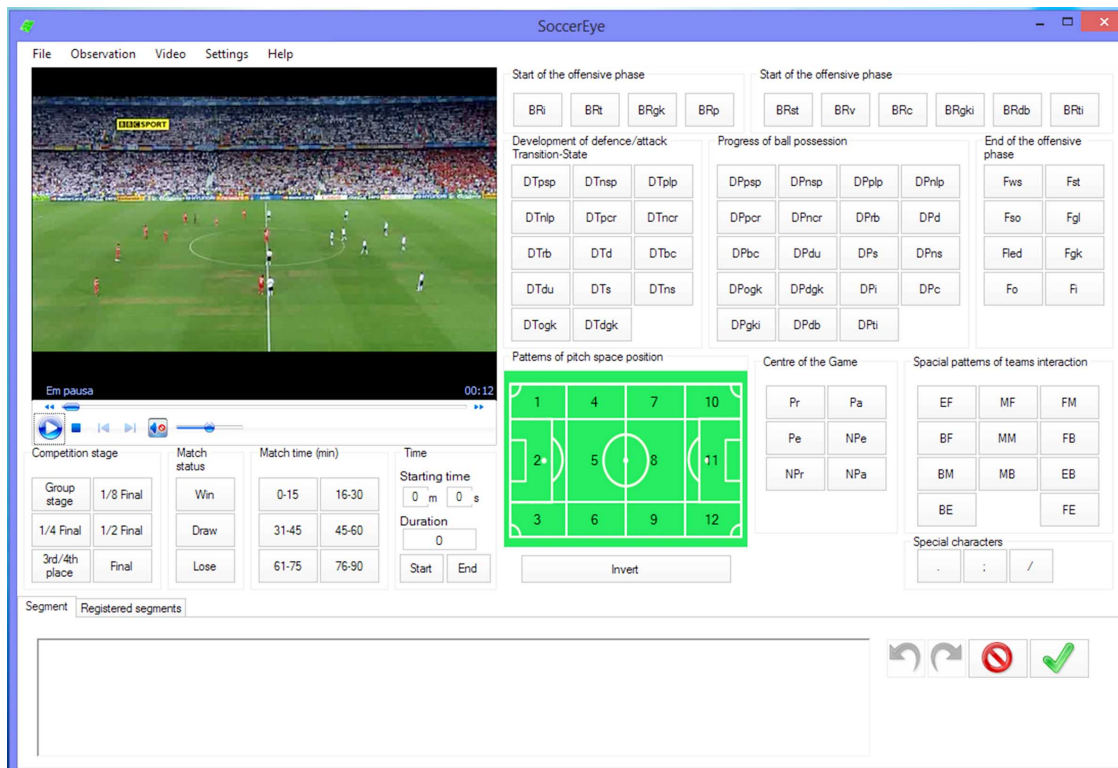 SoccerEye
File Observation Video Settings Help
BBC SPORT
Em pausa 00:12
Start of the offensive phase
BRi BRt BRgk BRp
Start of the offensive phase
BRst BRv BRc BRgki BRdb BRti
Development of defence/attack
Transition-State
DTpsp DTnsp DTplp
DTnlp DTpcr DTncr
DTrb DTd DTbc
DTdu DTs DTns
DTogk DTdgk
Progress of ball possession
DPpsp DPnsp DPplp DPnlp
DPpcr DPncr DPrb DPd
DPbc DPdu DPs DPns
DPogk DPdgk DPi DPc
DPgki DPdb DPti
End of the offensive
phase
Fws Fst
Fso Fgl
Fled Fgk
Fo Fi
Patterns of pitch space position
1 4 7 10
2 5 8 11
3 6 9 12
Invert
Centre of the Game
Pr Pa
Pe NPe
NPr NPa
Spacial patterns of teams interaction
EF MF FM
BF MM FB
BM MB EB
BE FE
Special characters
. ; /
Competition stage
Group
stage
1/8 Final
1/4 Final 1/2 Final
3rd/4th
place
Final
Match
status
Win
Draw
Lose
Match time (min)
0-15 16-30
31-45 45-60
61-75 76-90
Time
Starting time
0 m 0 s
Duration
0
Start End
Segment Registered segments